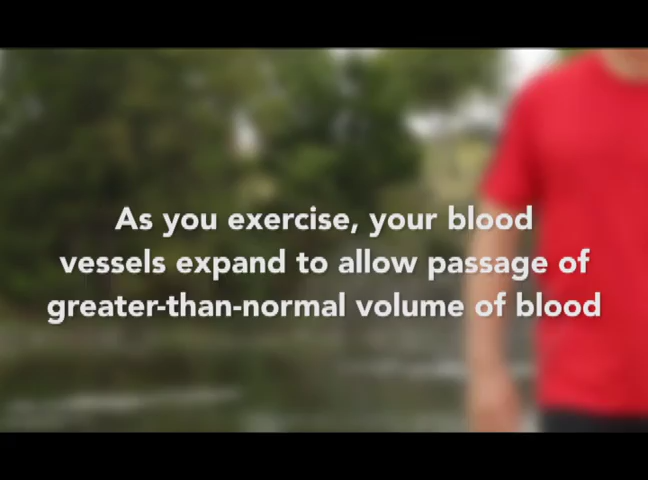 As you exercise, your blood
vessels expand to allow passage of
greater-than-normal volume of blood